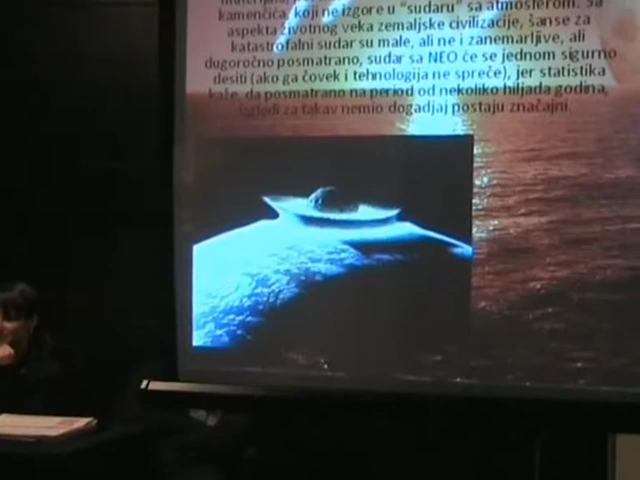 kamenčića, koji ne izgore u "sudaru" sa atmosferom. Sa
aspekta životnog veka zemaljske civilizacije, šanse za
katastrofalni sudar su male, ali ne i zanemarljive, ali
dugoročno posmatrano, sudar sa NEO će se jednom sigurno
desiti (ako ga čovek i tehnologija ne spreče), jer statistika
kaže, da posmatrano na period od nekoliko hiljada godina,
izgledi za takav nemio dogadjaj postaju značajni